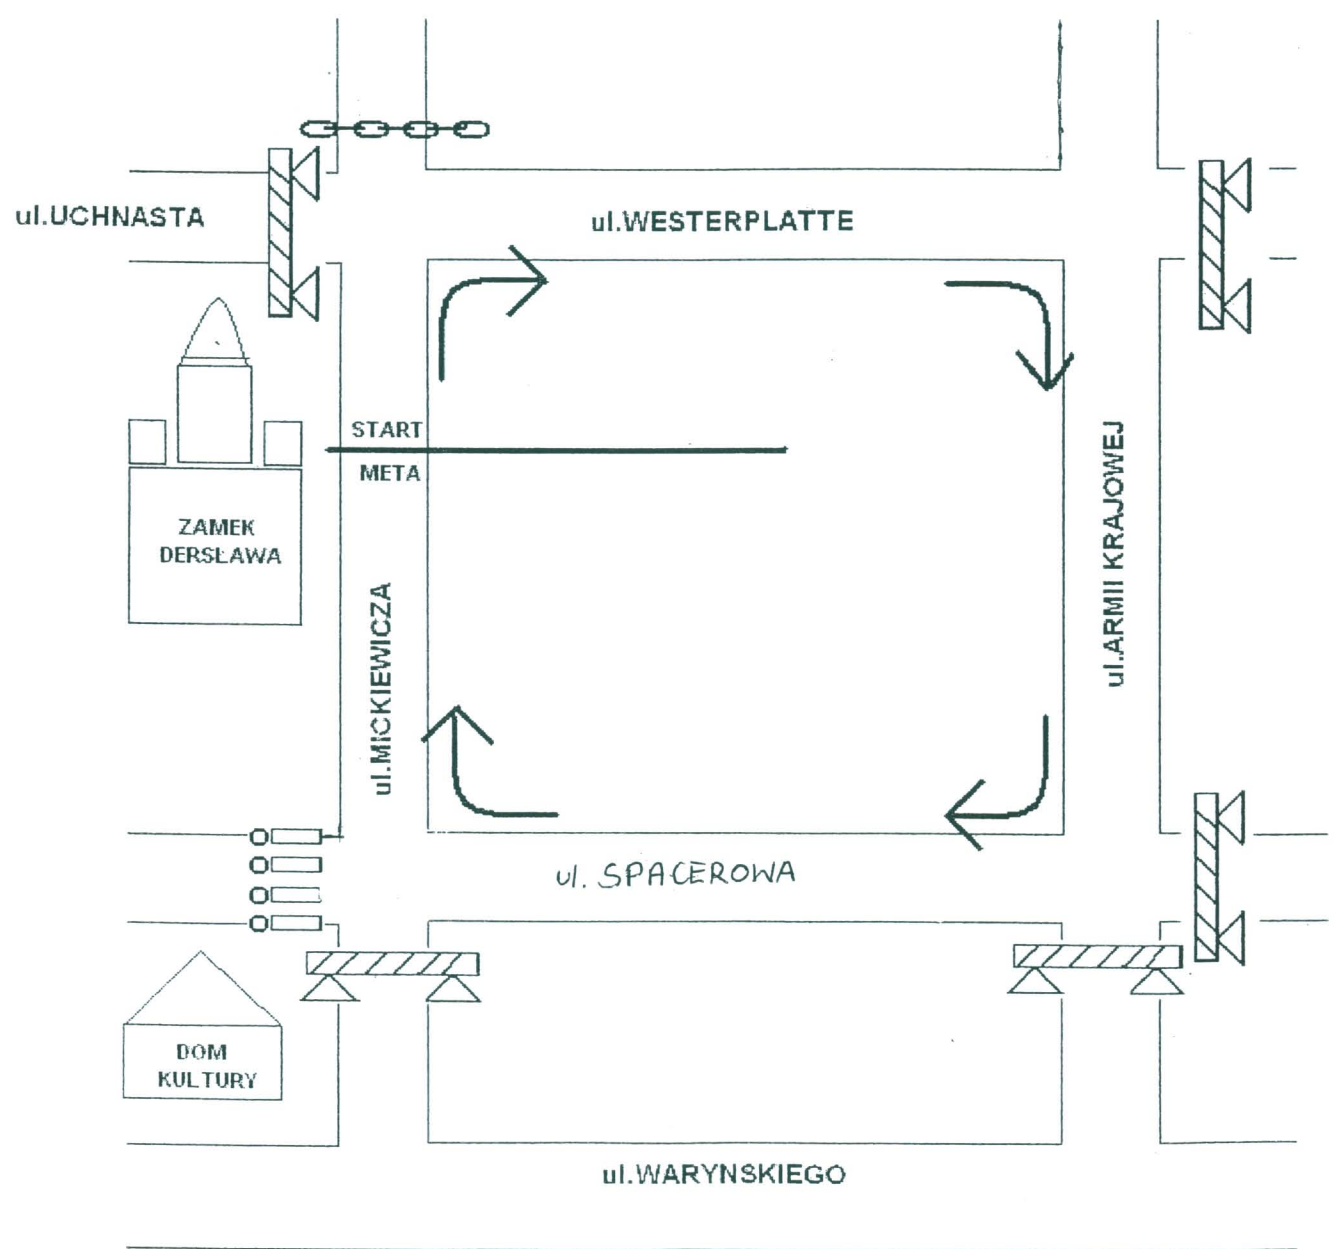 ul.UCHNASTA
ul.WESTERPLATTE
START
META
ZAMEK
DERSŁAWA
ul.MICKIEWICZA
ul.ARMII KRAJOWEJ
ul. SPACEROWA
DOM
KULTURY
ul.WARYNSKIEGO